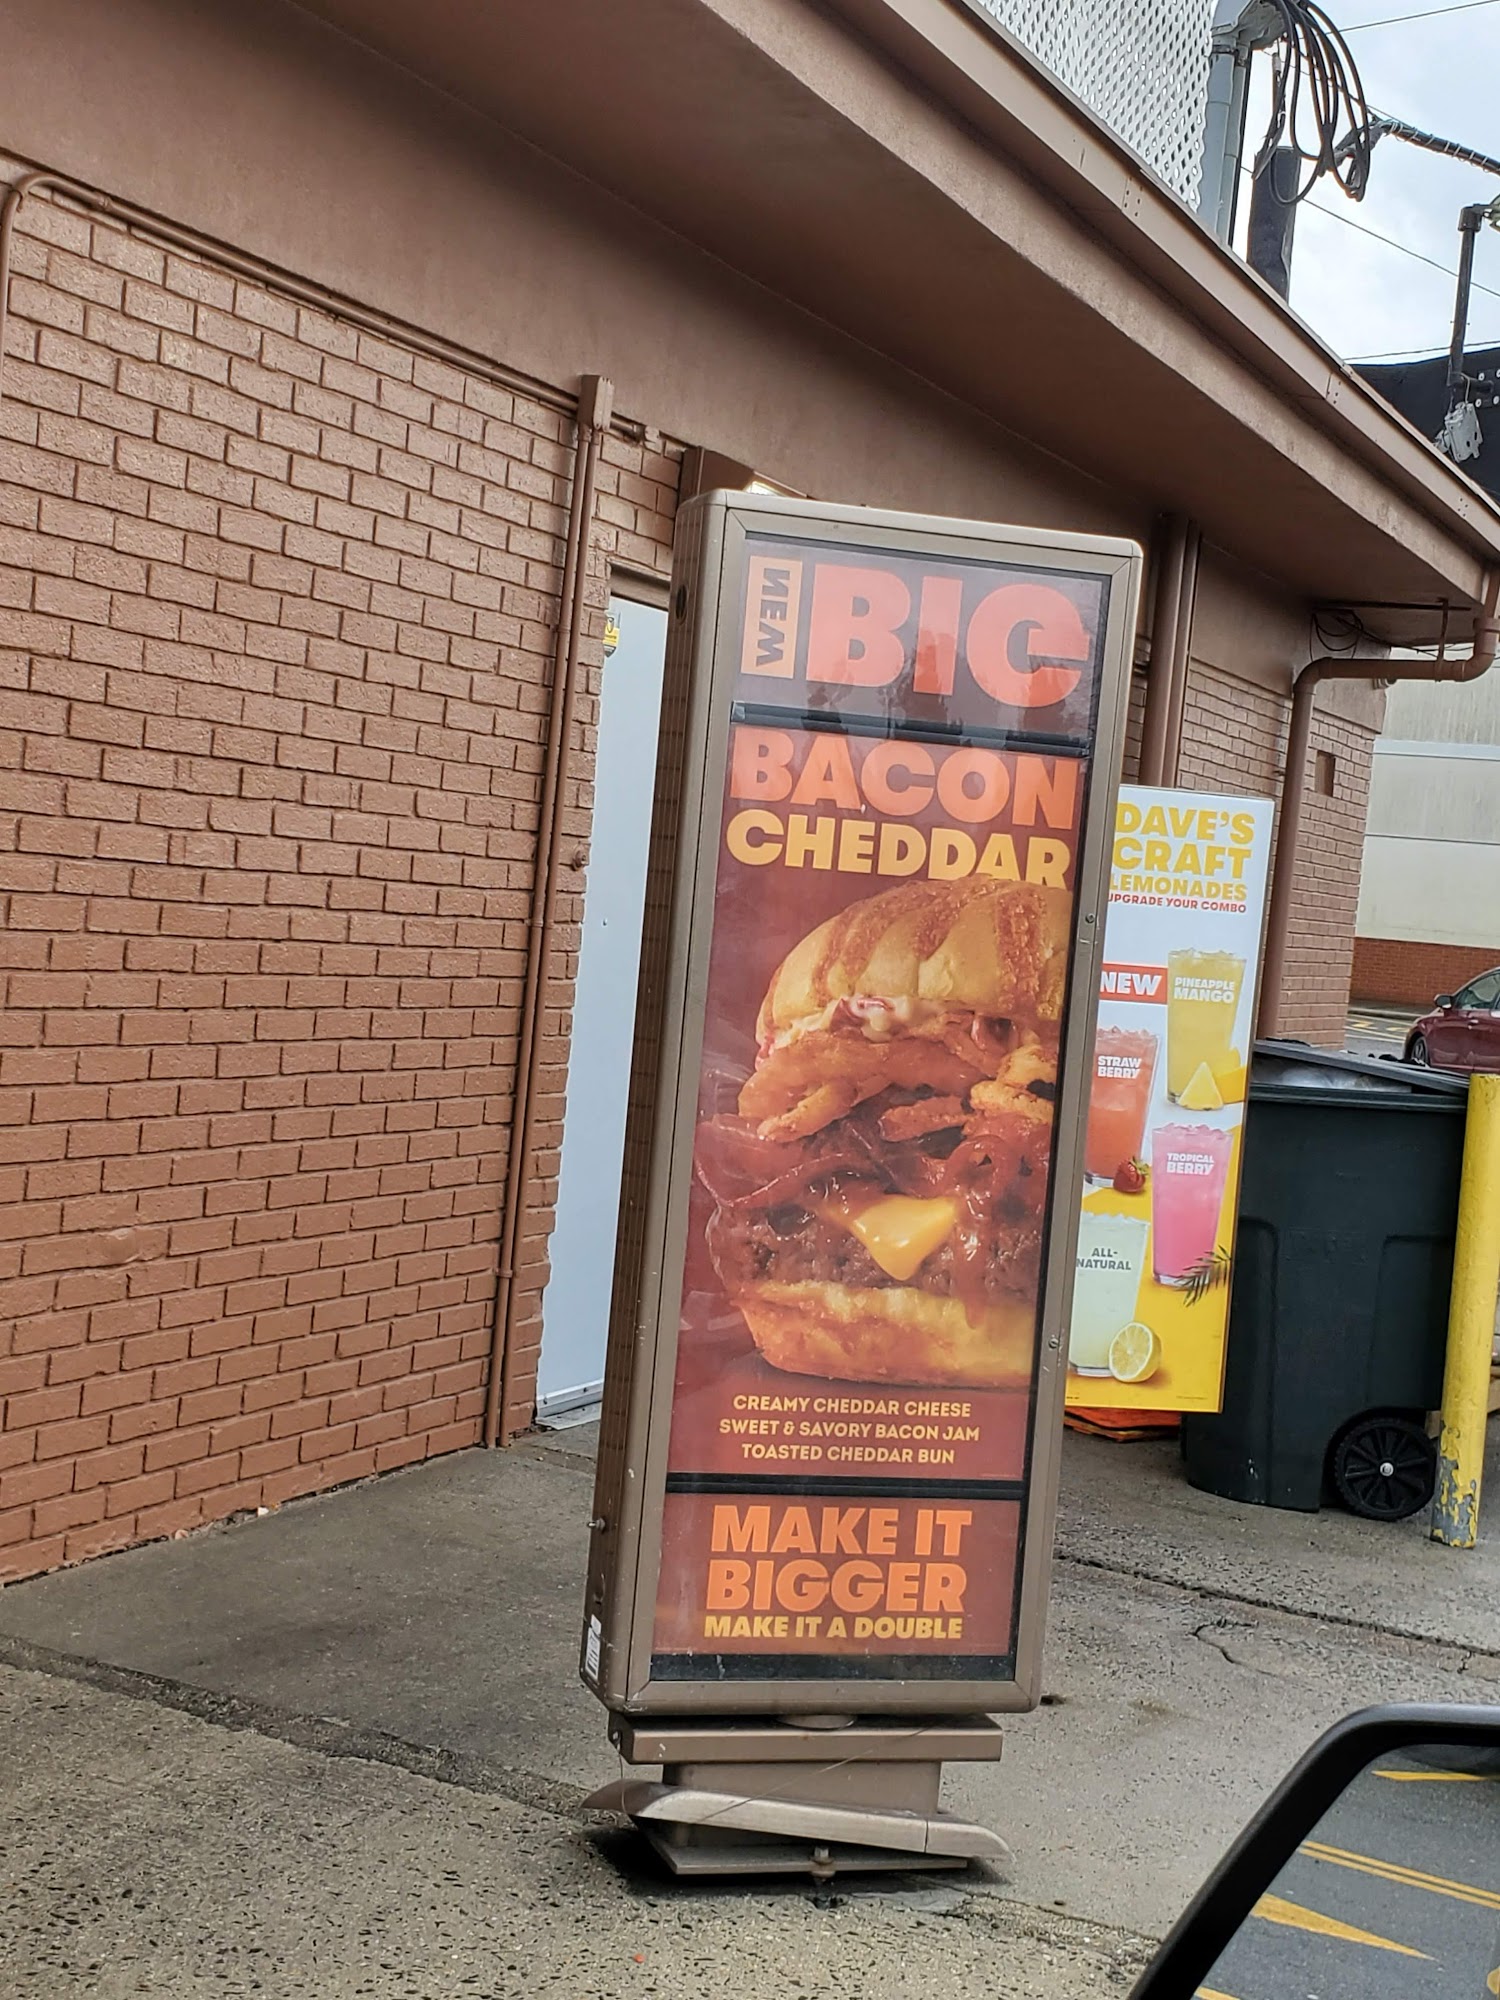 NEW
BIG
BACON
CHEDDAR
CREAMY CHEDDAR CHEESE
SWEET & SAVORY BACON JAM
TOASTED CHEDDAR BUN
MAKE IT
BIGGER
MAKE IT A DOUBLE
DAVE'S
CRAFT
LEMONADES
UPGRADE YOUR COMBO
NEW
PINEAPPLE
MANGO
STRAW
BERRY
TROPICAL
BERRY
ALL-
NATURAL